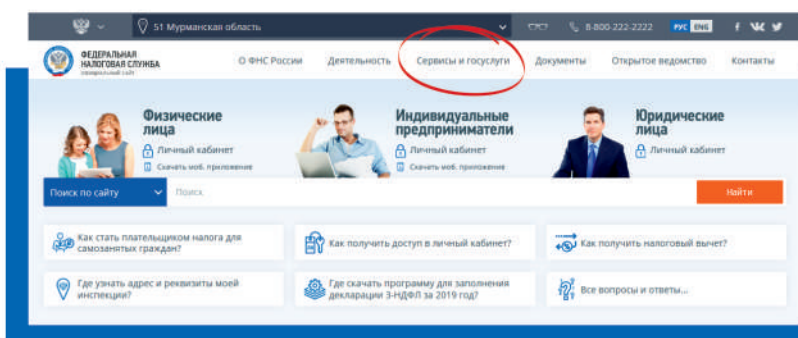 51 Мурманская область
8-800-222-2222
РУС ENG
ФЕДЕРАЛЬНАЯ
НАЛОГОВАЯ СЛУЖБА
официальный сайт
О ФНС России
Деятельность
Сервисы и госуслуги
Документы
Открытое ведомство
Контакты
Физические
лица
Личный кабинет
Скачать моб. приложение
Индивидуальные
предприниматели
Личный кабинет
Скачать моб. приложение
Юридические
лица
Личный кабинет
Поиск по сайту
Поиск
Найти
Как стать плательщиком налога для
самозанятых граждан?
Как получить доступ в личный кабинет?
Как получить налоговый вычет?
Где узнать адрес и реквизиты моей
инспекции?
Где скачать программу для заполнения
декларации 3-НДФЛ за 2019 год?
Все вопросы и ответы...